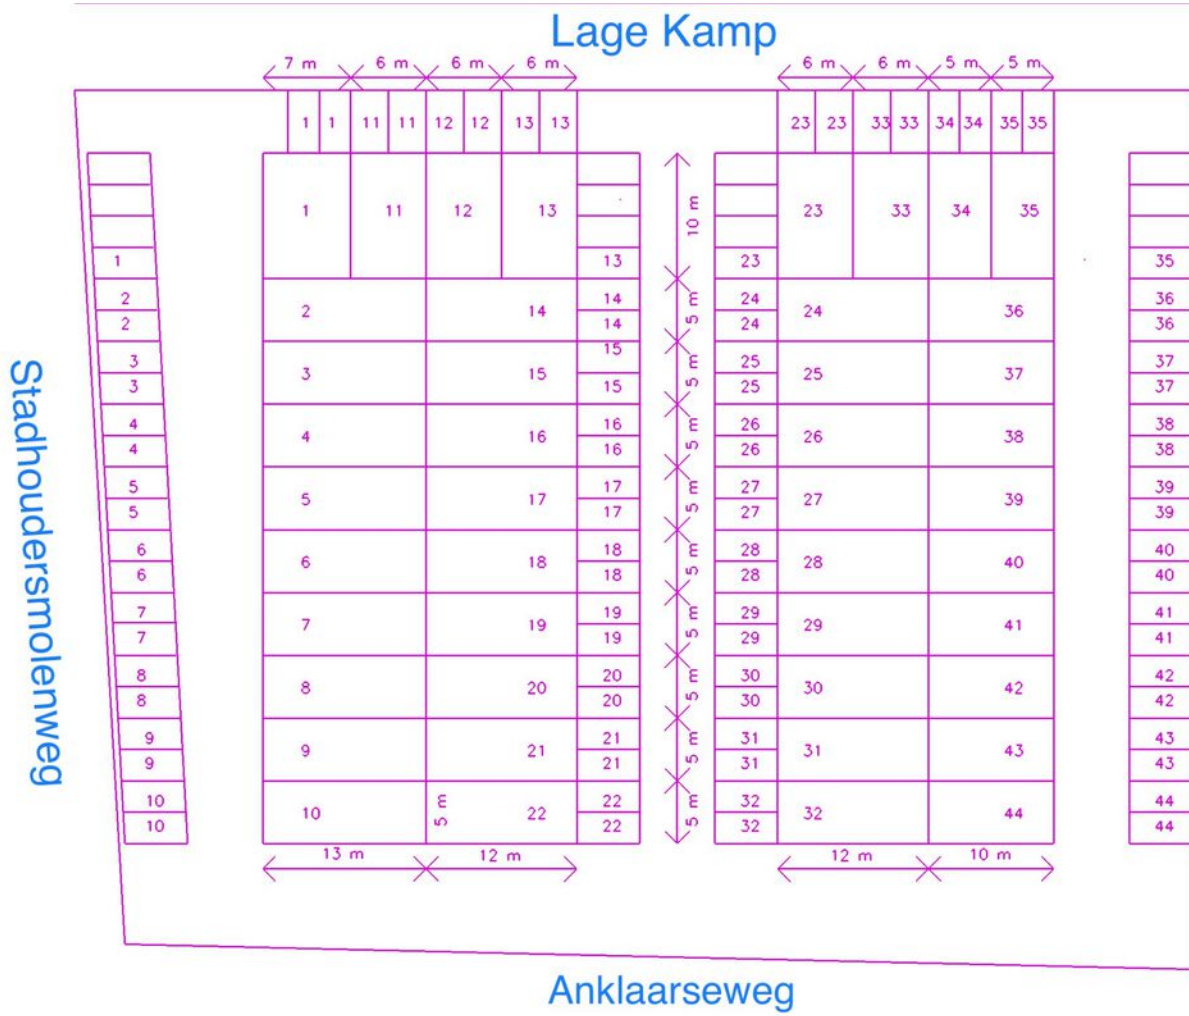 Lage Kamp
7 m 6 m 6 m 6 m 6 m 6 m 5 m 5 m
1 1 11 11 12 12 13 13 23 23 33 33 34 34 35 35
1 11 12 13 10 m 23 33 34 35
1 13 23 35
2 14 24 36
2 2 14 14 5 m 24 24 36 36
3 15 25 37
3 3 15 15 5 m 25 25 37 37
4 16 26 38
4 4 16 16 5 m 26 26 38 38
5 17 27 39
5 5 17 17 5 m 27 27 39 39
6 18 28 40
6 6 18 18 5 m 28 28 40 40
7 19 29 41
7 7 19 19 5 m 29 29 41 41
8 20 30 42
8 8 20 20 5 m 30 30 42 42
9 21 31 43
9 9 21 21 5 m 31 31 43 43
10 22 32 44
10 10 5 m 22 22 5 m 32 32 44 44
13 m 12 m 12 m 10 m
Stadhoudersmolenweg
Anklaarseweg